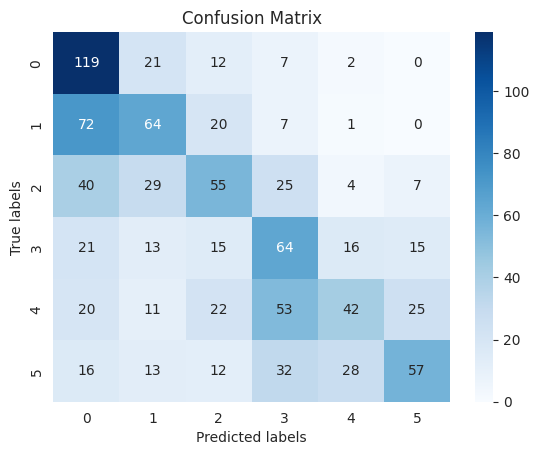 Confusion Matrix
0 119 21 12 7 2 0
1 72 64 20 7 1 0
2 40 29 55 25 4 7
3 21 13 15 64 16 15
4 20 11 22 53 42 25
5 16 13 12 32 28 57
0 1 2 3 4 5
Predicted labels
True labels
100
80
60
40
20
0